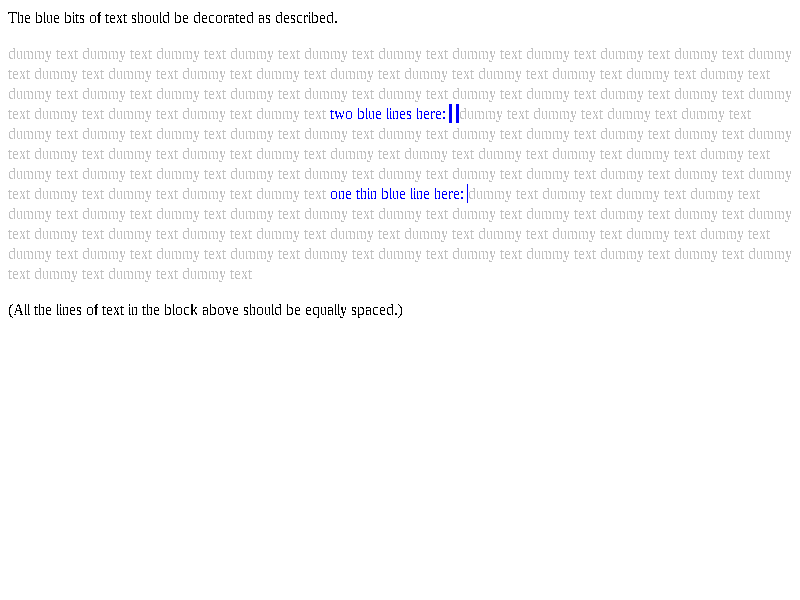 The blue bits of text should be decorated as described.
dummy text dummy text dummy text dummy text dummy text dummy text dummy text dummy text dummy text dummy text dummy
text dummy text dummy text dummy text dummy text dummy text dummy text dummy text dummy text dummy text dummy text
dummy text dummy text dummy text dummy text dummy text dummy text dummy text dummy text dummy text dummy text dummy
text dummy text dummy text dummy text dummy text two blue lines here: dummy text dummy text dummy text dummy text
dummy text dummy text dummy text dummy text dummy text dummy text dummy text dummy text dummy text dummy text dummy
text dummy text dummy text dummy text dummy text dummy text dummy text dummy text dummy text dummy text dummy text
dummy text dummy text dummy text dummy text dummy text dummy text dummy text dummy text dummy text dummy text dummy
text dummy text dummy text dummy text dummy text one thin blue line here: dummy text dummy text dummy text dummy text
dummy text dummy text dummy text dummy text dummy text dummy text dummy text dummy text dummy text dummy text dummy
text dummy text dummy text dummy text dummy text dummy text dummy text dummy text dummy text dummy text dummy text
dummy text dummy text dummy text dummy text dummy text dummy text dummy text dummy text dummy text dummy text dummy
text dummy text dummy text dummy text
(All the lines of text in the block above should be equally spaced.)